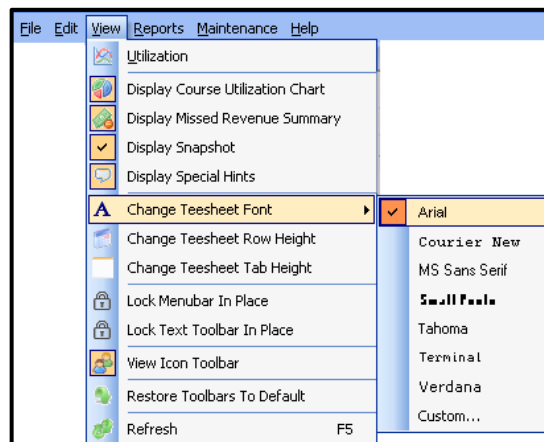 File Edit View Reports Maintenance Help
Utilization
Display Course Utilization Chart
Display Missed Revenue Summary
Display Snapshot
Display Special Hints
Change Teesheet Font
Change Teesheet Row Height
Change Teesheet Tab Height
Lock Menubar In Place
Lock Text Toolbar In Place
View Icon Toolbar
Restore Toolbars To Default
Refresh F5
Arial
Courier New
MS Sans Serif
Small Fonts
Tahoma
Terminal
Verdana
Custom...